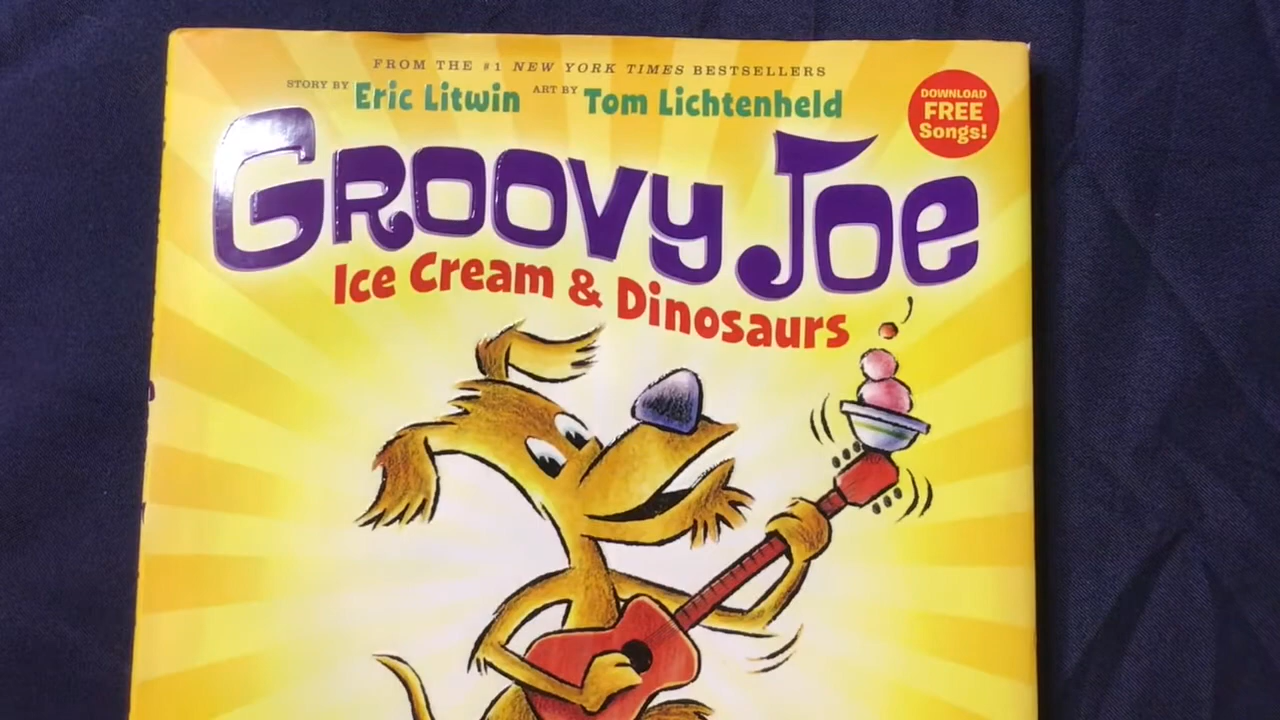 FROM THE #1 NEW YORK TIMES BESTSELLERS
STORY BY Eric Litwin ART BY Tom Lichtenheld
DOWNLOAD
FREE
Songs!
GROOVY JOE
Ice Cream & Dinosaurs